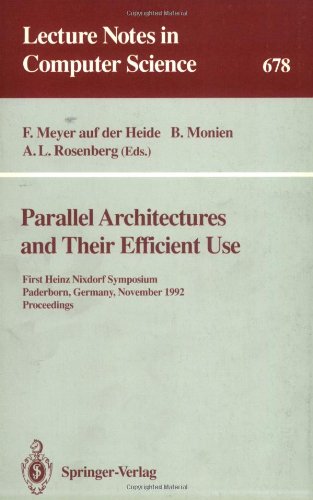 Lecture Notes in
Computer Science
678
F. Meyer auf der Heide B. Monien
A. L. Rosenberg (Eds.)
Parallel Architectures
and Their Efficient Use
First Heinz Nixdorf Symposium
Paderborn, Germany, November 1992
Proceedings
Springer-Verlag